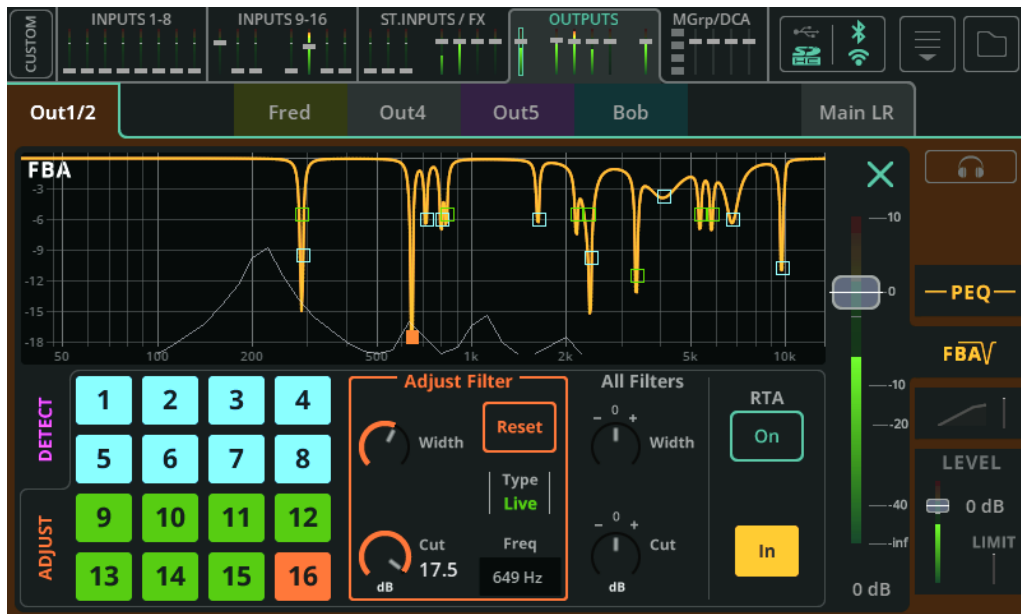 CUSTOM
INPUTS 1-8
INPUTS 9-16
ST.INPUTS / FX
OUTPUTS
MGrp/DCA
SD
HC
Out1/2
Fred
Out4
Out5
Bob
Main LR
FBA
-3
-6
-9
-12
-15
-18
50
100
200
500
1k
2k
5k
10k
10
0
-10
-20
-40
-inf
0 dB
PEQ
FBA
LEVEL
0 dB
LIMIT
DETECT
ADJUST
1 2 3 4
5 6 7 8
9 10 11 12
13 14 15 16
Adjust Filter
Width
Reset
Type
Live
Cut
17.5
dB
Freq
649 Hz
All Filters
- 0 +
Width
- 0 +
Cut
dB
RTA
On
In